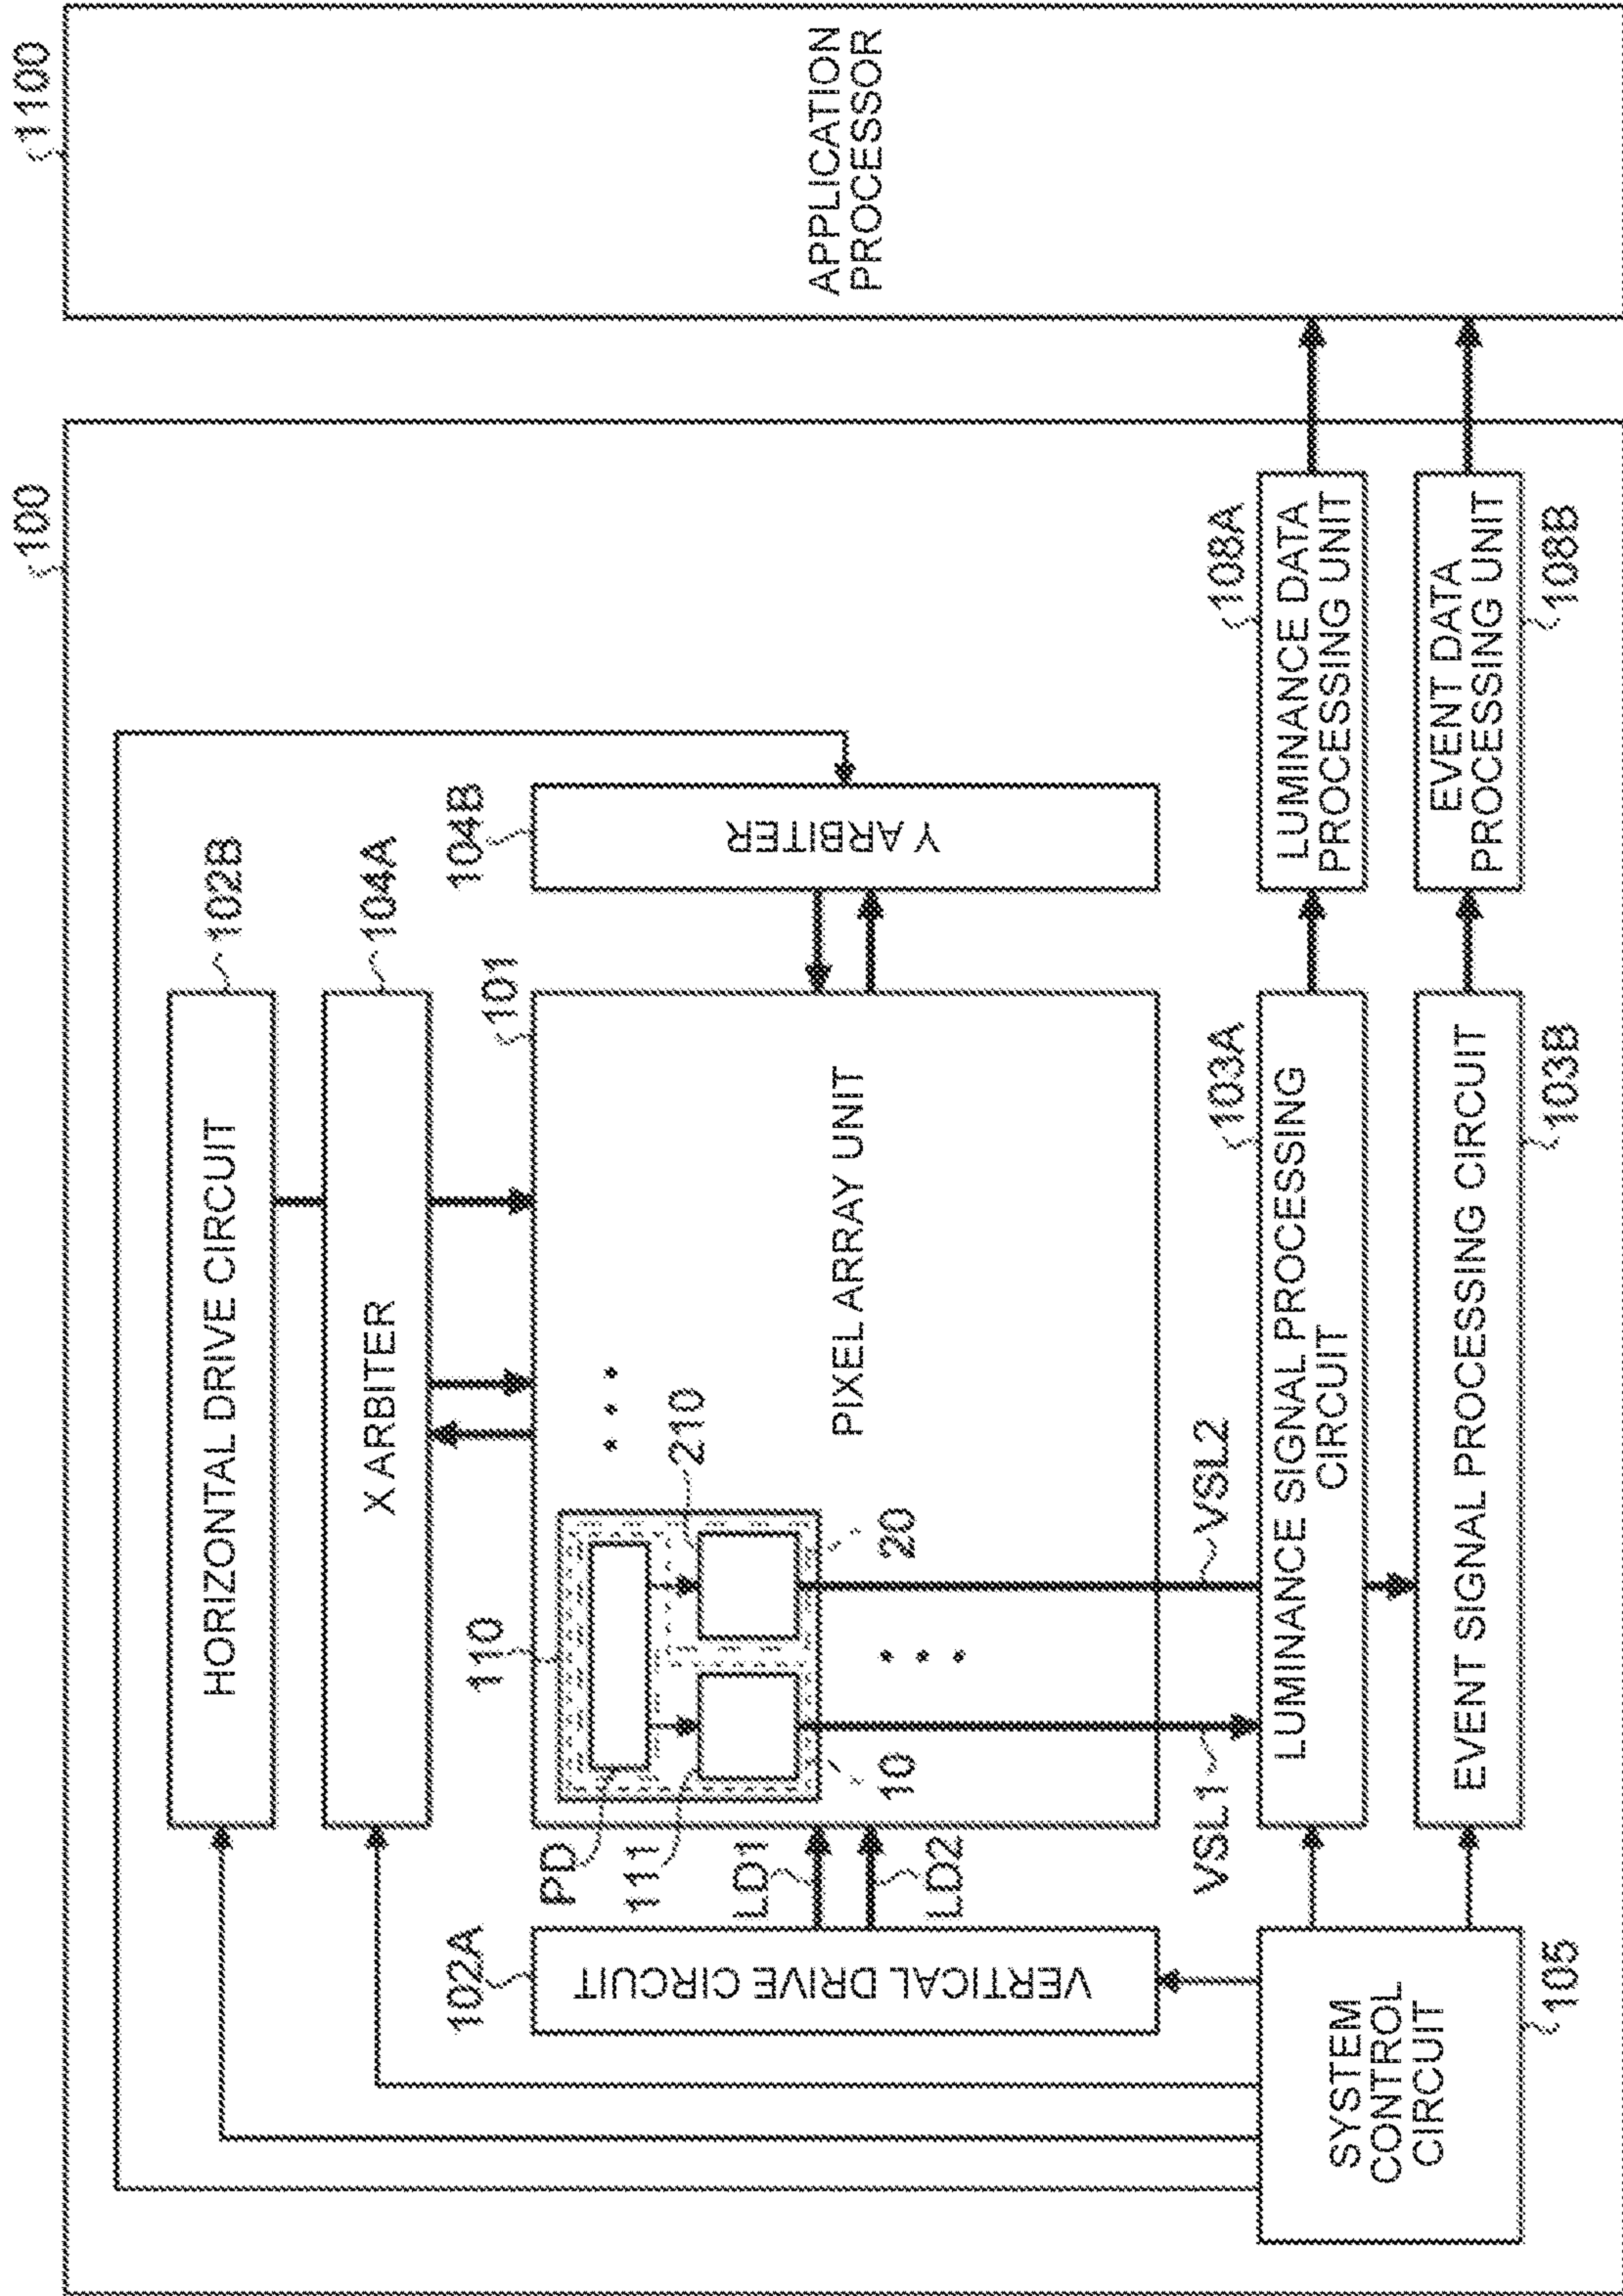 100
1100
HORIZONTAL DRIVE CIRCUIT
102B
X ARBITER
104A
102A
VERTICAL DRIVE CIRCUIT
PD
111
LD1
LD2
110
210
10
20
PIXEL ARRAY UNIT
101
104B
Y ARBITER
APPLICATION
PROCESSOR
VSL1
VSL2
103A
108A
SYSTEM
CONTROL
CIRCUIT
105
LUMINANCE SIGNAL PROCESSING
CIRCUIT
LUMINANCE DATA
PROCESSING UNIT
EVENT SIGNAL PROCESSING CIRCUIT
103B
EVENT DATA
PROCESSING UNIT
108B